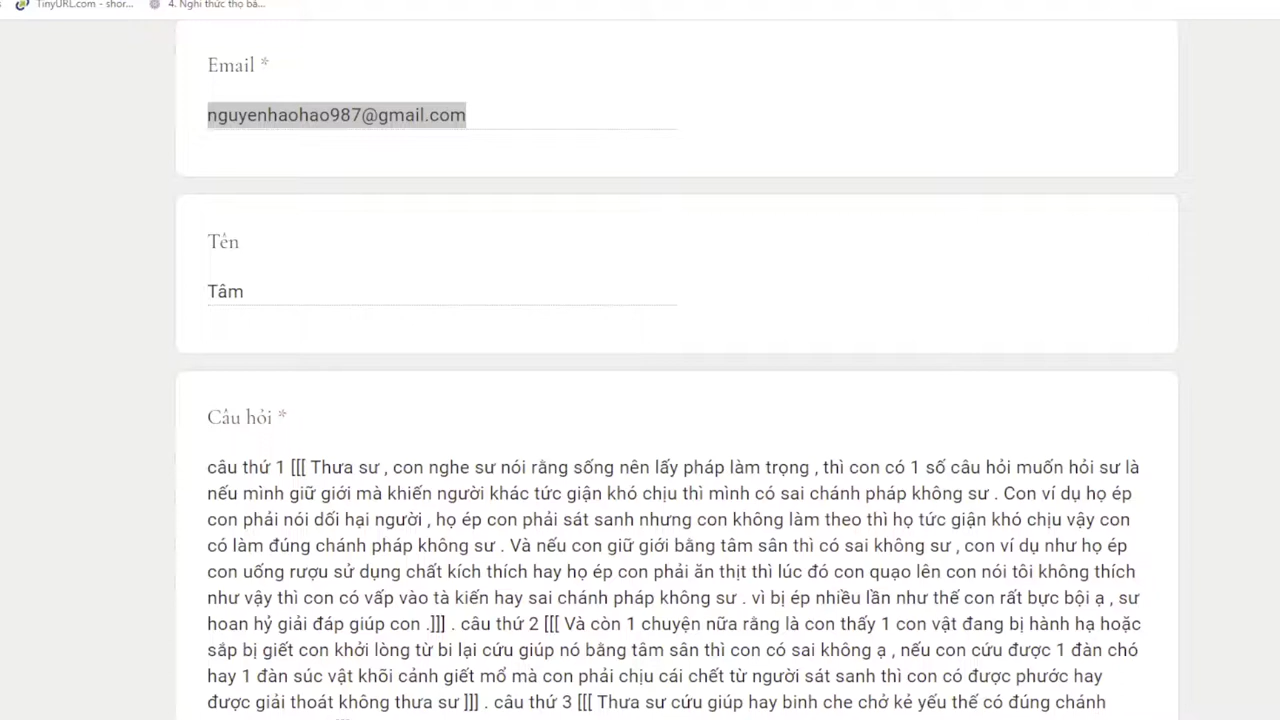 TinyURL.com - shor... 4. Nghi thức thọ bá...
Email *
nguyenhaohao987@gmail.com
Tên
Tâm
Câu hỏi *
câu thứ 1 [[[ Thưa sư , con nghe sư nói rằng sống nên lấy pháp làm trọng , thì con có 1 số câu hỏi muốn hỏi sư là
nếu mình giữ giới mà khiến người khác tức giận khó chịu thì mình có sai chánh pháp không sư . Con ví dụ họ ép
con phải nói dối hại người , họ ép con phải sát sanh nhưng con không làm theo thì họ tức giận khó chịu vậy con
có làm đúng chánh pháp không sư . Và nếu con giữ giới bằng tâm sân thì có sai không sư , con ví dụ như họ ép
con uống rượu sử dụng chất kích thích hay họ ép con phải ăn thịt thì lúc đó con quạo lên con nói tôi không thích
như vậy thì con có vấp vào tà kiến hay sai chánh pháp không sư . vì bị ép nhiều lần như thế con rất bực bội ạ , sư
hoan hỷ giải đáp giúp con .]]] . câu thứ 2 [[[ Và còn 1 chuyện nữa rằng là con thấy 1 con vật đang bị hành hạ hoặc
sắp bị giết con khởi lòng từ bi lại cứu giúp nó bằng tâm sân thì con có sai không ạ , nếu con cứu được 1 đàn chó
hay 1 đàn súc vật khõi cảnh giết mổ mà con phải chịu cái chết từ người sát sanh thì con có được phước hay
được giải thoát không thưa sư ]]] . câu thứ 3 [[[ Thưa sư cứu giúp hay binh che chở kẻ yếu thế có đúng chánh